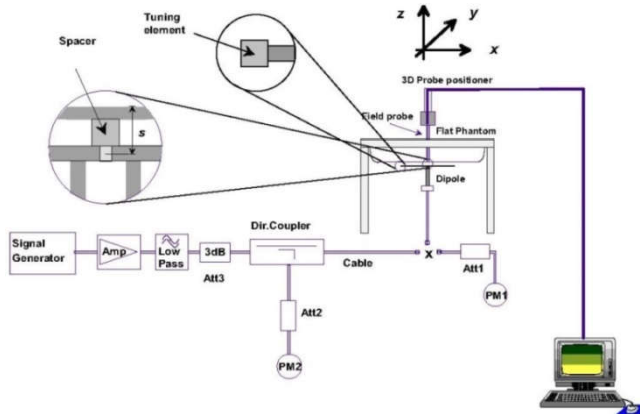 Tuning
element
Spacer
s
z
y
x
3D Probe positioner
Field probe
Flat Phantom
Dipole
Dir.Coupler
Signal
Generator
Amp
Low
Pass
3dB
Att3
Cable
x
Att1
PM1
Att2
PM2